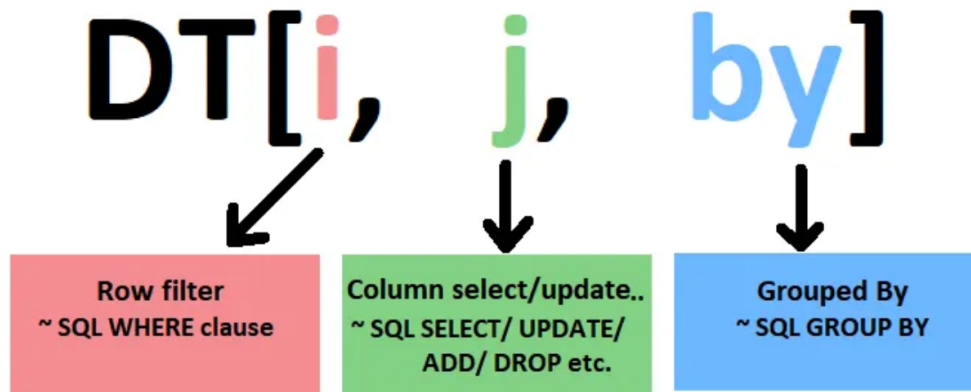 DT[i, j, by]
Row filter
~ SQL WHERE clause
Column select/update..
~ SQL SELECT/ UPDATE/
ADD/ DROP etc.
Grouped By
~ SQL GROUP BY